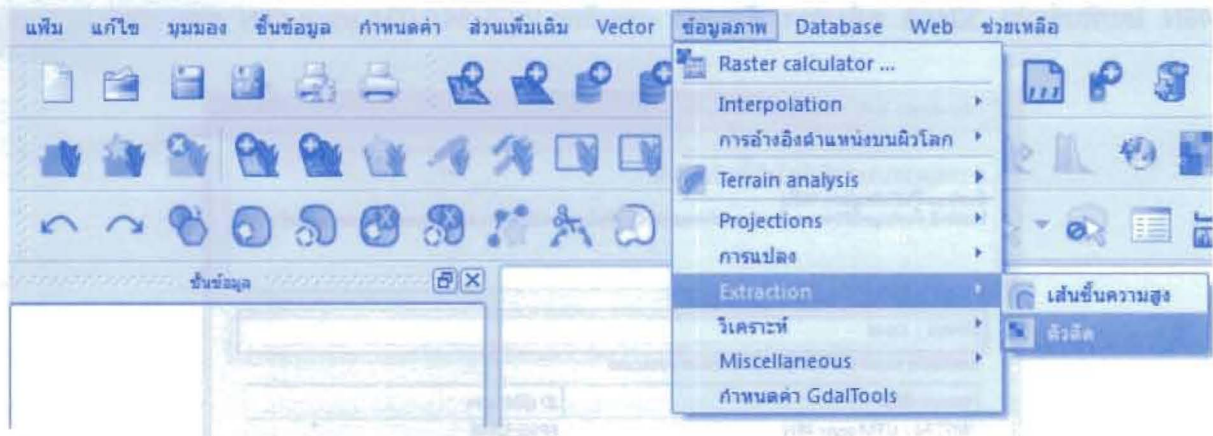 แฟ้ม แก้ไข มุมมอง ชั้นข้อมูล กำหนดค่า ส่วนเพิ่มเติม Vector ข้อมูลภาพ Database Web ช่วยเหลือ
Raster calculator ...
Interpolation
การอ้างอิงตำแหน่งบนผิวโลก
Terrain analysis
Projections
การแปลง
Extraction
เส้นชั้นความสูง
ตัวตัด
วิเคราะห์
Miscellaneous
กำหนดค่า GdalTools
ชั้นข้อมูล